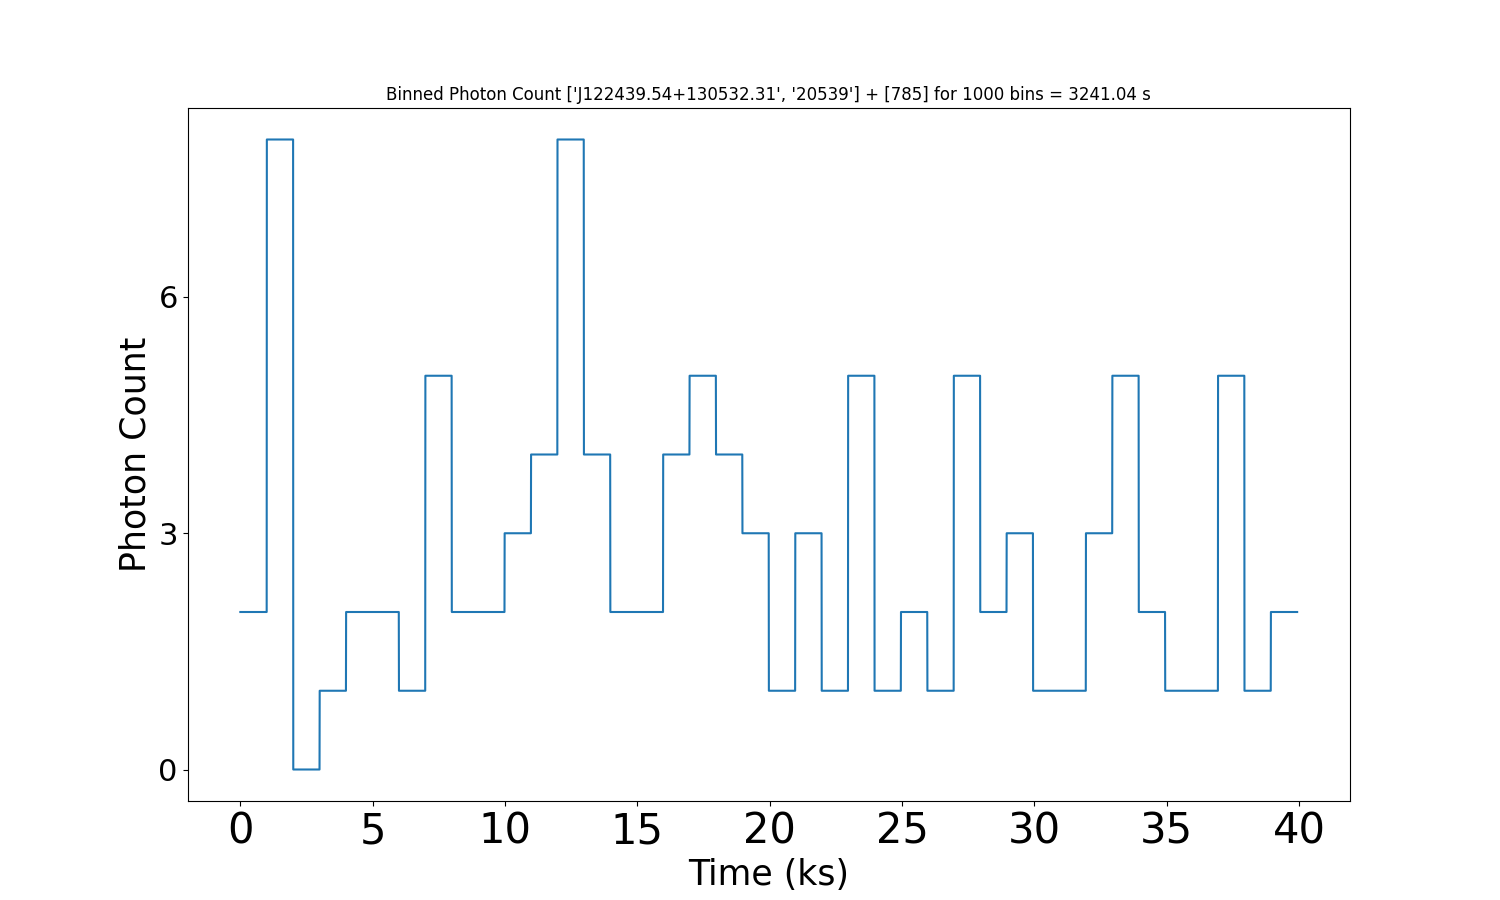 Binned Photon Count ['J122439.54+130532.31', '20539'] + [785] for 1000 bins = 3241.04 s
6
3
0
Photon Count
0 5 10 15 20 25 30 35 40
Time (ks)